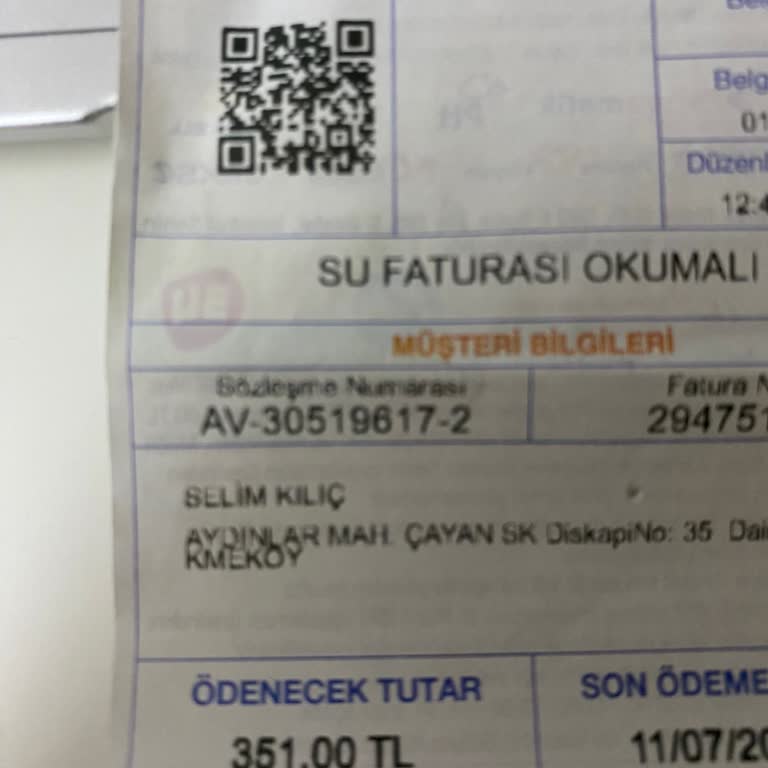 Belg
01
Düzenl
12:4
SU FATURASI OKUMALI
MÜŞTERİ BİLGİLERİ
Sözleşme Numarası
Fatura N
AV-30519617-2
294751
SELİM KILIÇ
AYDINLAR MAH. ÇAYAN SK DiskapiNo: 35 Dai
KMEKÖY
ÖDENECEK TUTAR
SON ÖDEME
351,00 TL
11/07/20